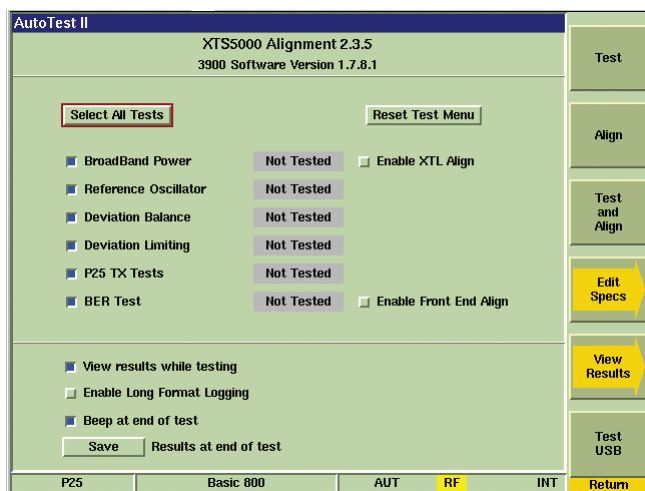 AutoTest II
XTS5000 Alignment 2.3.5
3900 Software Version 1.7.8.1
Select All Tests
Reset Test Menu
BroadBand Power
Not Tested
Enable XTL Align
Reference Oscillator
Not Tested
Deviation Balance
Not Tested
Deviation Limiting
Not Tested
P25 TX Tests
Not Tested
BER Test
Not Tested
Enable Front End Align
View results while testing
Enable Long Format Logging
Beep at end of test
Save
Results at end of test
P25
Basic 800
AUT
RF
INT
Test
Align
Test
and
Align
Edit
Specs
View
Results
Test
USB
Return